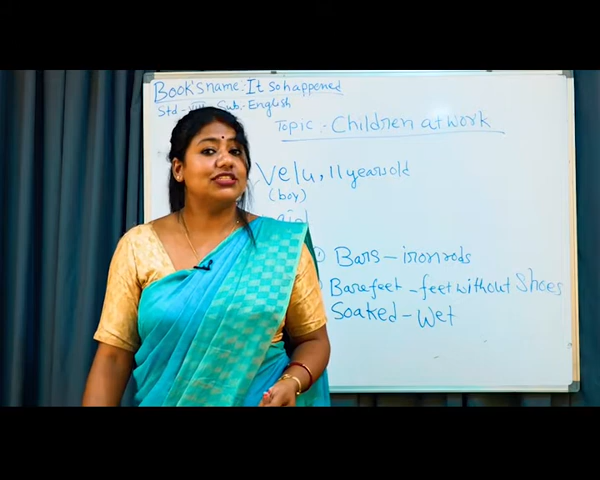 Book's name:- It so happened
Std - VIII Sub:- English
Topic :- Children at work
Velu, 11 years old
(boy)
Bars - iron rods
Barefeet - feet without Shoes
Soaked - Wet